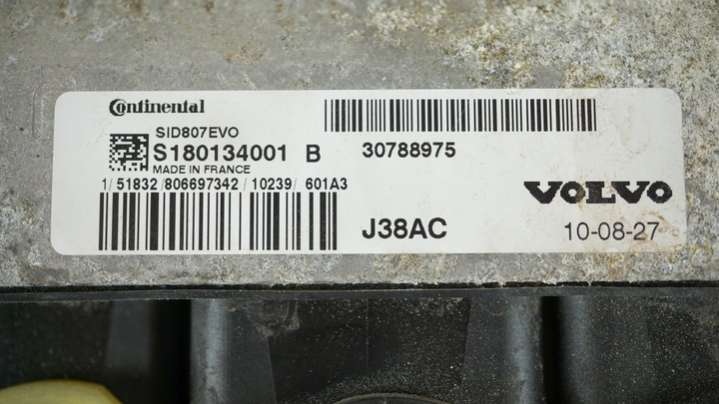 Continental
SID807EVO
S180134001 B
MADE IN FRANCE
1/51832/806697342/10239/601A3
30788975
VOLVO
J38AC
10-08-27